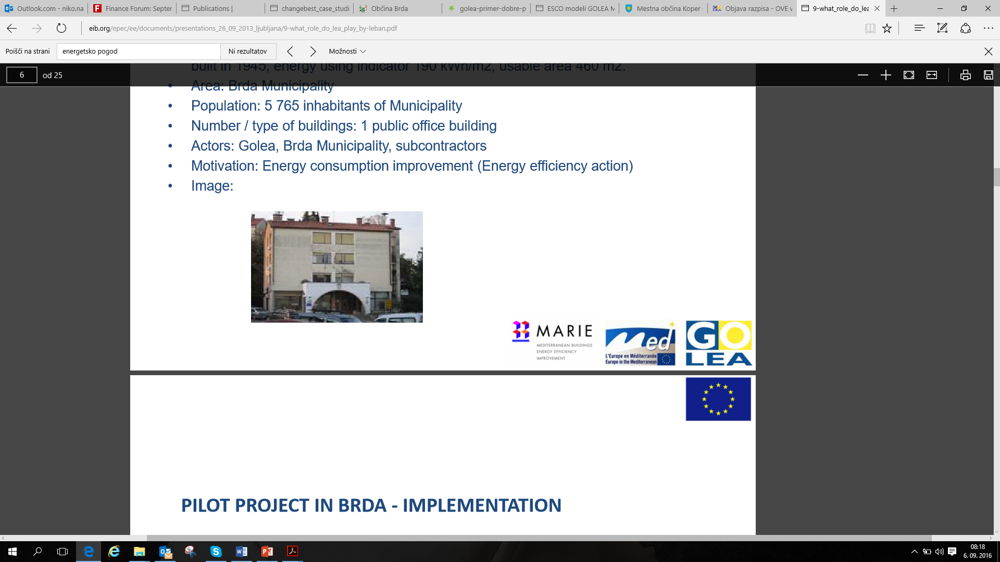 Outlook.com - niko.na
Finance Forum: Septer
Publications |
changebest_case_studi
Občina Brda
golea-primer-dobre-p
ESCO modeli GOLEA M
Mestna občina Koper
Objava razpisa - OVE v
9-what_role_do_lea
eib.org/epec/ee/documents/presentations_26_09_2013_ljubljana/9-what_role_do_lea_play_by-leban.pdf
Poišči na strani
energetsko pogod
Ni rezultatov
Možnosti
6 od 25
built in 1945, energy using indicator 190 kWh/m2, usable area 460 m2.
• Area: Brda Municipality
• Population: 5 765 inhabitants of Municipality
• Number / type of buildings: 1 public office building
• Actors: Golea, Brda Municipality, subcontractors
• Motivation: Energy consumption improvement (Energy efficiency action)
• Image:
MARIE
MEDITERRANEAN BUILDINGS
ENERGY EFFICIENCY
IMPROVEMENT
Med
L'Europe en Méditerranée
Europe in the Mediterranean
GO
LEA
PILOT PROJECT IN BRDA - IMPLEMENTATION
08:18
6. 09. 2016